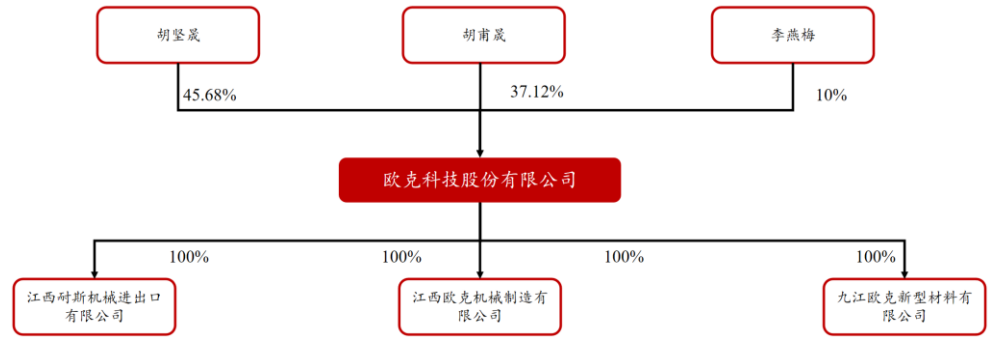 胡坚晟
胡甫晟
李燕梅
45.68%
37.12%
10%
欧克科技股份有限公司
100%
100%
100%
100%
江西耐斯机械进出口
有限公司
江西欧克机械制造有
限公司
九江欧克新型材料有
限公司